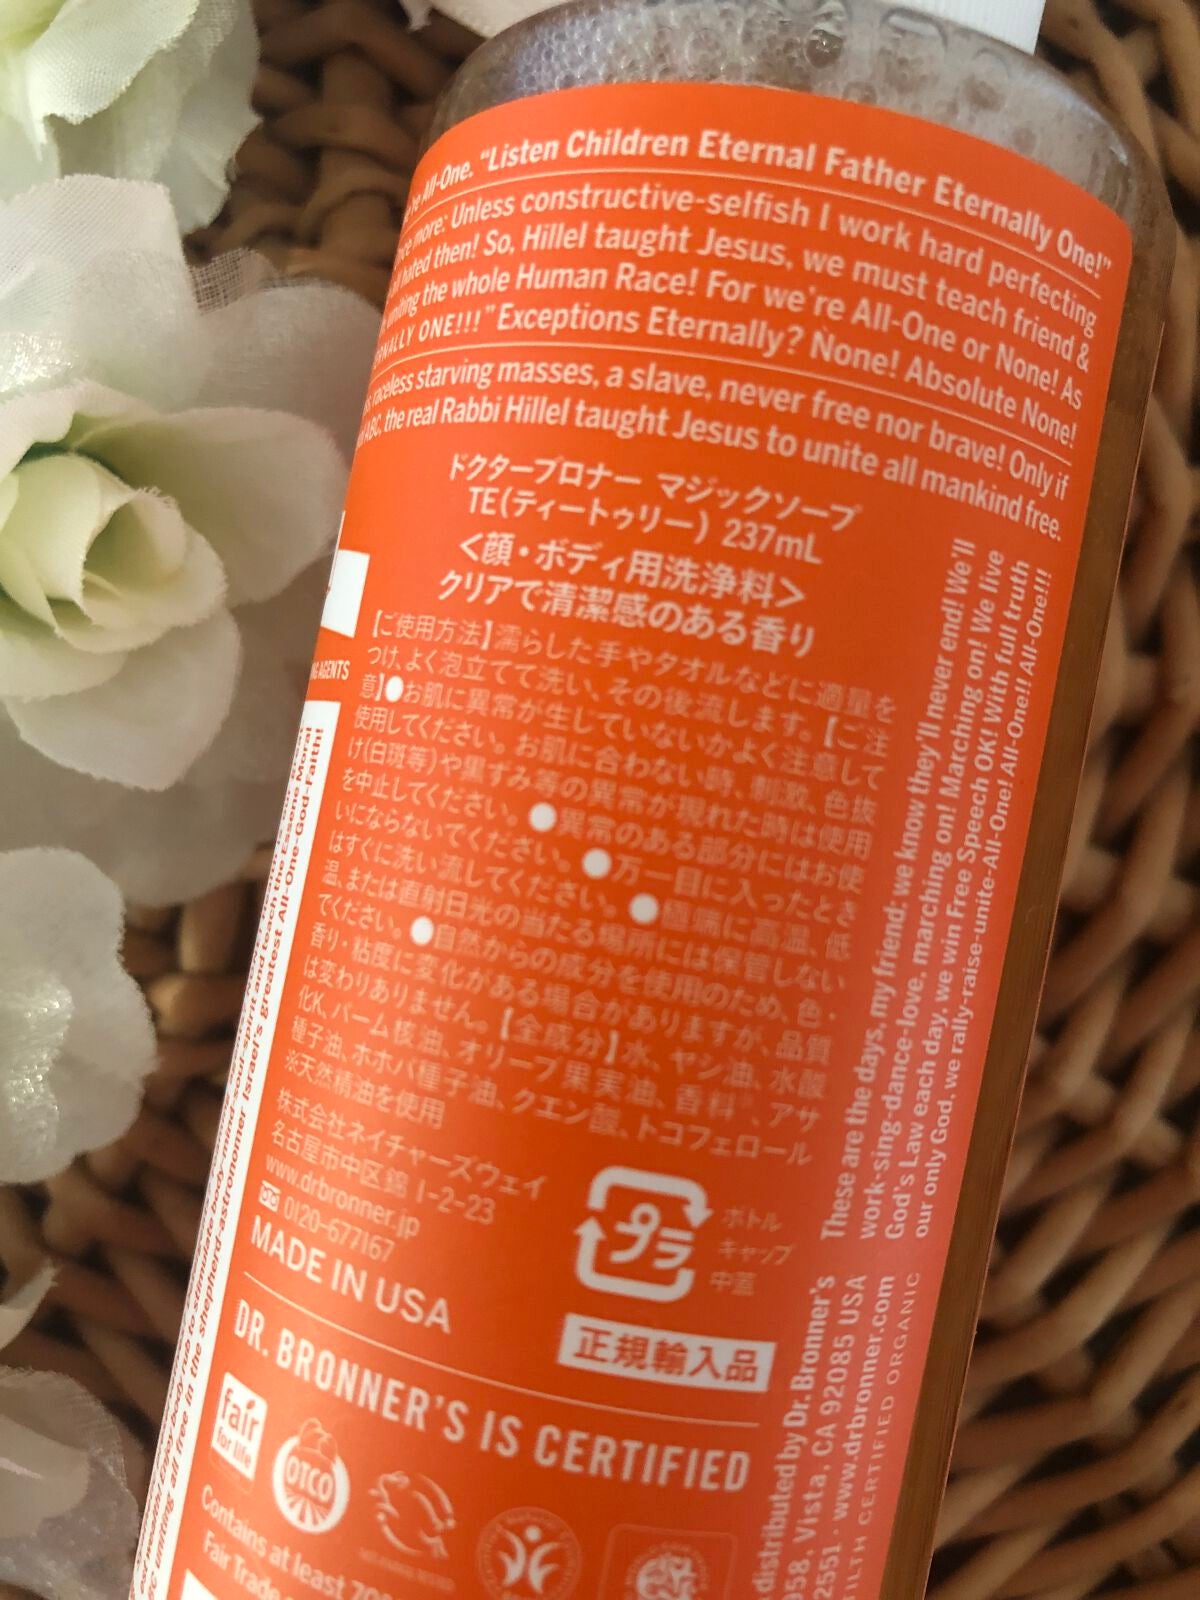 All-One. "Listen Children Eternal Father Eternally One!"
more: Unless constructive-selfish I work hard perfecting
hated then! So, Hillel taught Jesus, we must teach friend &
uniting the whole Human Race! For we're All-One or None! As
ONE!!!" Exceptions Eternally? None! Absolute None!
raceless starving masses, a slave, never free nor brave! Only if
ABC, the real Rabbi Hillel taught Jesus to unite all mankind free.
ドクターブロナー マジックソープ
TE(ティートゥリー) 237mL
<顔・ボディ用洗浄料>
クリアで清潔感のある香り
【ご使用方法】濡らした手やタオルなどに適量を
つけ、よく泡立てて洗い、その後流します。【ご注
意】●お肌に異常が生じていないかよく注意して
使用してください。お肌に合わない時、刺激、色抜
け(白斑等)や黒ずみ等の異常が現れた時は使用
を中止してください。●異常のある部分にはお使
いにならないでください。●万一目に入ったとき
はすぐに洗い流してください。●極端に高温、低
温、または直射日光の当たる場所には保管しない
でください。●自然からの成分を使用のため、色・
香り・粘度に変化がある場合がありますが、品質
は変わりありません。【全成分】水、ヤシ油、水酸
化K、パーム核油、オリーブ果実油、香料※、アサ
種子油、ホホバ種子油、クエン酸、トコフェロール
※天然精油を使用
株式会社ネイチャーズウェイ
名古屋市中区錦 1-2-23
www.drbronner.jp
0120-677167
MADE IN USA
プラ
ボトル
キャップ
中蓋
正規輸入品
DR. BRONNER'S IS CERTIFIED
fair
for life
OTCO
Contains at least 70%
Fair Trade
These are the days, my friend: we know they'll never end! We'll
work-sing-dance-love, marching on! Marching on! We live
God's Law each day, we win Free Speech OK! With full truth
our only God, we rally-raise-unite-All-One! All-One!! All-One!!!
distributed by Dr. Bronner's
Vista, CA 92085 USA
2551 · www.drbronner.com
CERTIFIED ORGANIC
AGENTS
greatest All-One-God-Faith!